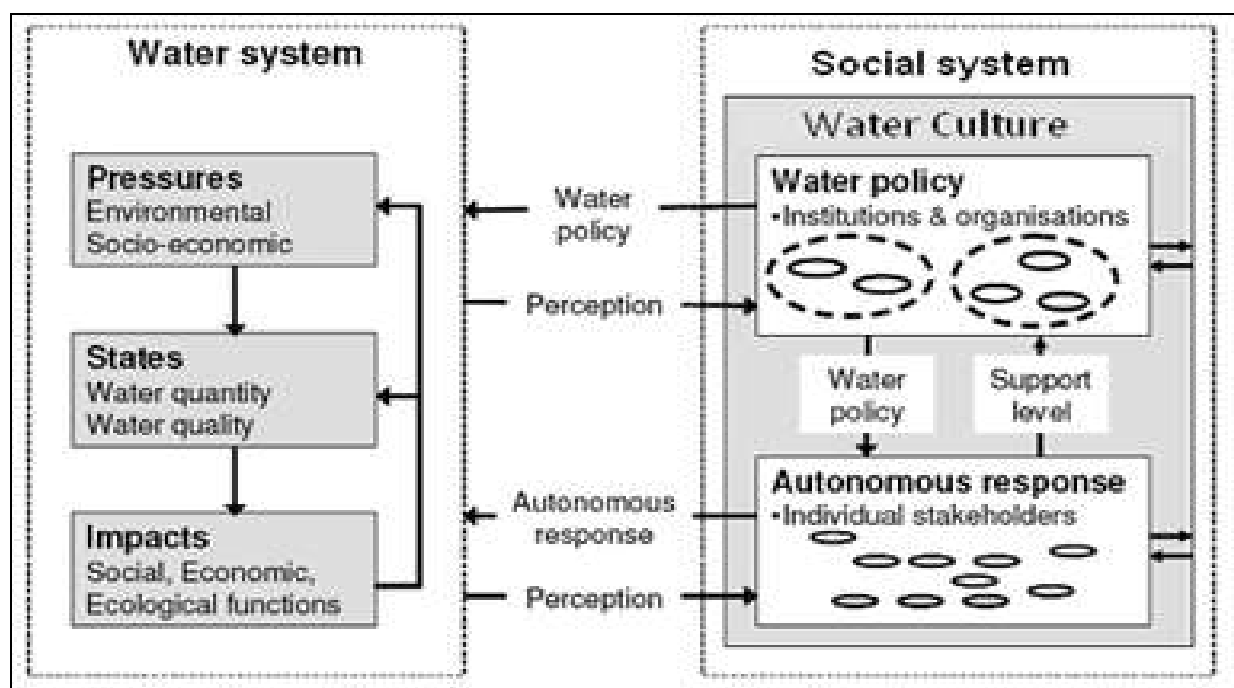 Water system
Pressures
Environmental
Socio-economic
States
Water quantity
Water quality
Impacts
Social, Economic,
Ecological functions
Water
policy
Perception
Autonomous
response
Perception
Social system
Water Culture
Water policy
•Institutions & organisations
Water
policy
Support
level
Autonomous response
•Individual stakeholders